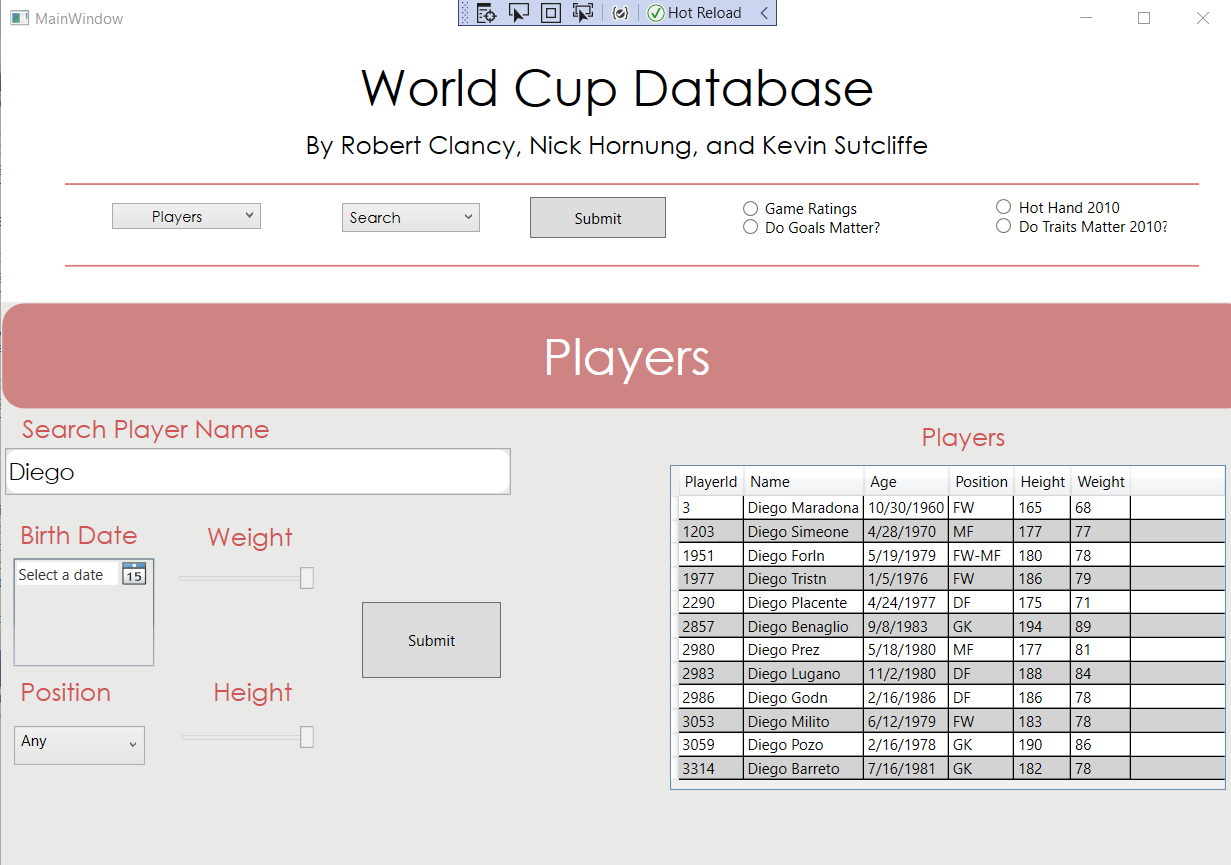 MainWindow
Hot Reload
World Cup Database
By Robert Clancy, Nick Hornung, and Kevin Sutcliffe
Players Search Submit
Game Ratings
Do Goals Matter?
Hot Hand 2010
Do Traits Matter 2010?
Players
Search Player Name
Diego
Birth Date Weight
Select a date 15
Submit
Position Height
Any
Players
PlayerId Name Age Position Height Weight
3 Diego Maradona 10/30/1960 FW 165 68
1203 Diego Simeone 4/28/1970 MF 177 77
1951 Diego Forln 5/19/1979 FW-MF 180 78
1977 Diego Tristn 1/5/1976 FW 186 79
2290 Diego Placente 4/24/1977 DF 175 71
2857 Diego Benaglio 9/8/1983 GK 194 89
2980 Diego Prez 5/18/1980 MF 177 81
2983 Diego Lugano 11/2/1980 DF 188 84
2986 Diego Godn 2/16/1986 DF 186 78
3053 Diego Milito 6/12/1979 FW 183 78
3059 Diego Pozo 2/16/1978 GK 190 86
3314 Diego Barreto 7/16/1981 GK 182 78